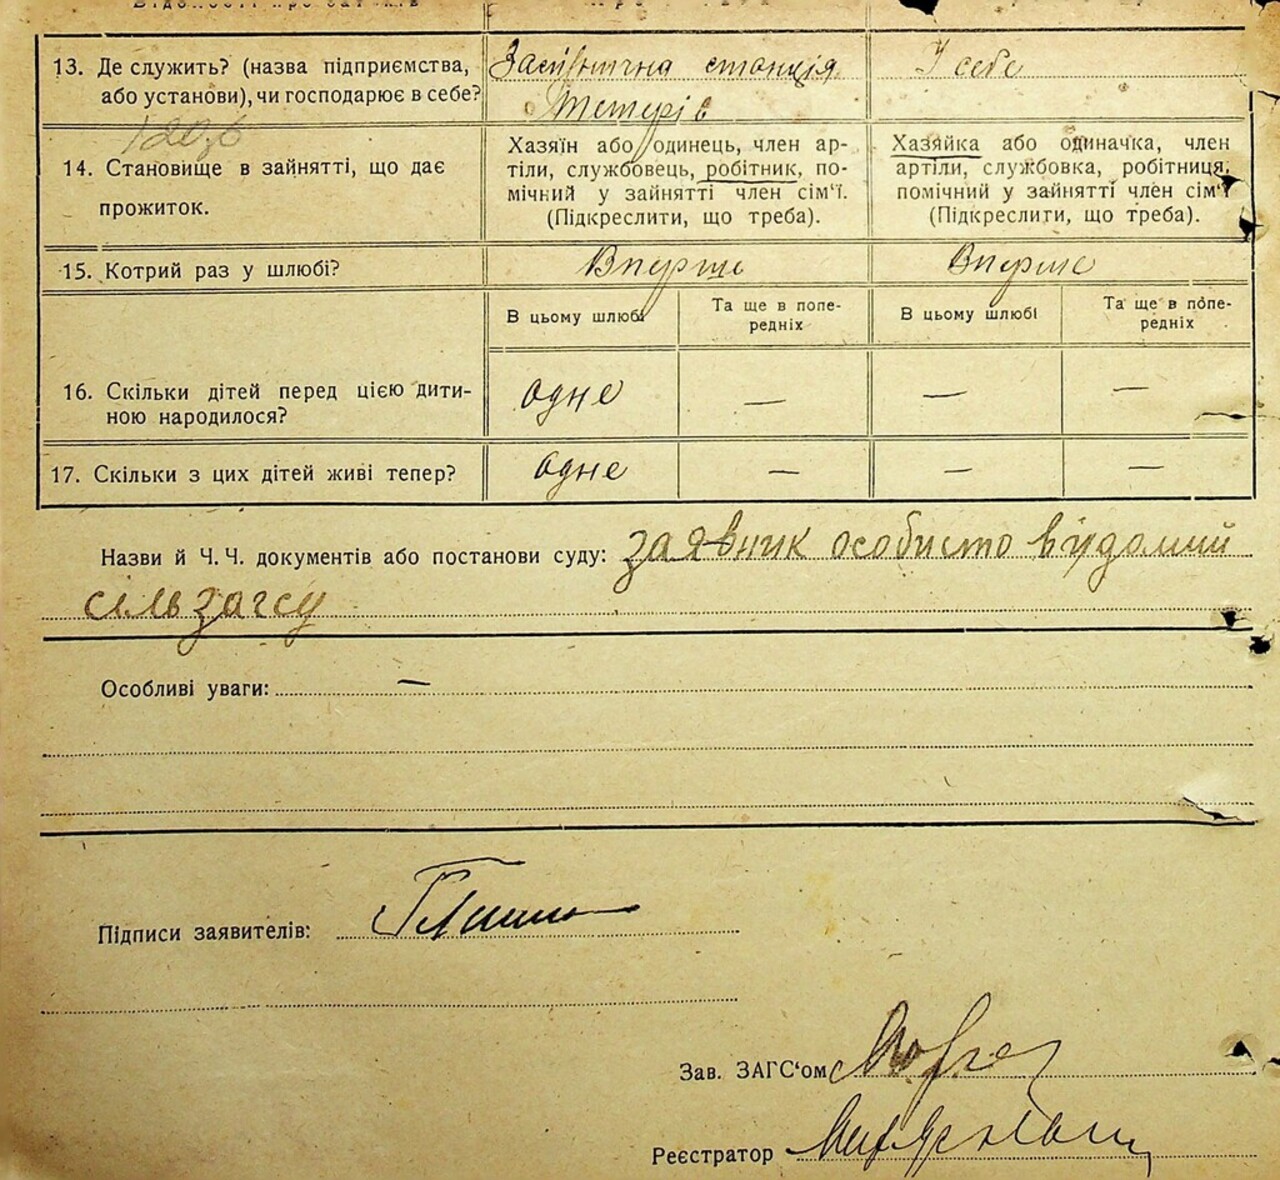 Відомості про батьків
13. Де служить? (назва підприємства, або установи), чи господарює в себе?
станція
Тетерів
У себе
14. Становище в зайнятті, що дає прожиток.
Хазяїн або одинець, член ар-
тіли, службовець, робітник, по-
мічний у зайнятті член сім'ї.
(Підкреслити, що треба).
Хазяйка або одиначка, член
артіли, службовка, робітниця,
помічний у зайнятті член сім'ї
(Підкреслити, що треба).
15. Котрий раз у шлюбі?
Вперше
Вперше
В цьому шлюбі
Та ще в попе-
редніх
В цьому шлюбі
Та ще в попе-
редніх
16. Скільки дітей перед цією дити-
ною народилося?
одне — — —
17. Скільки з цих дітей живі тепер?
одне — — —
Назви й Ч. Ч. документів або постанови суду: заявник особисто відомий
сільзагсу
Особливі уваги: —
Підписи заявителів:
Зав. ЗАГС'ом
Реєстратор